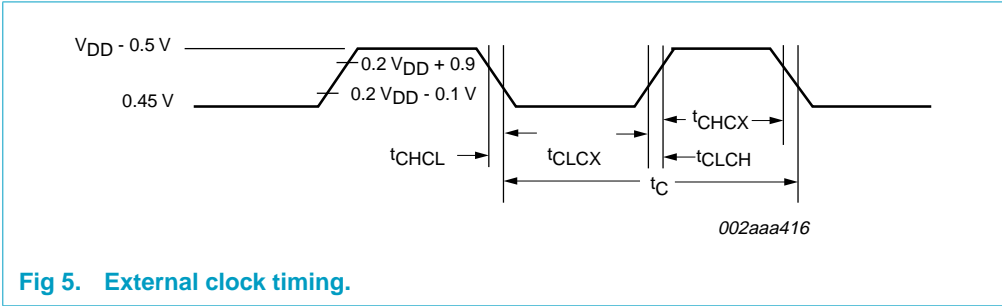 VDD - 0.5 V
0.2 VDD + 0.9
0.45 V
0.2 VDD - 0.1 V
tCHCX
tCHCL
tCLCX
tCLCH
tC
002aaa416
Fig 5. External clock timing.